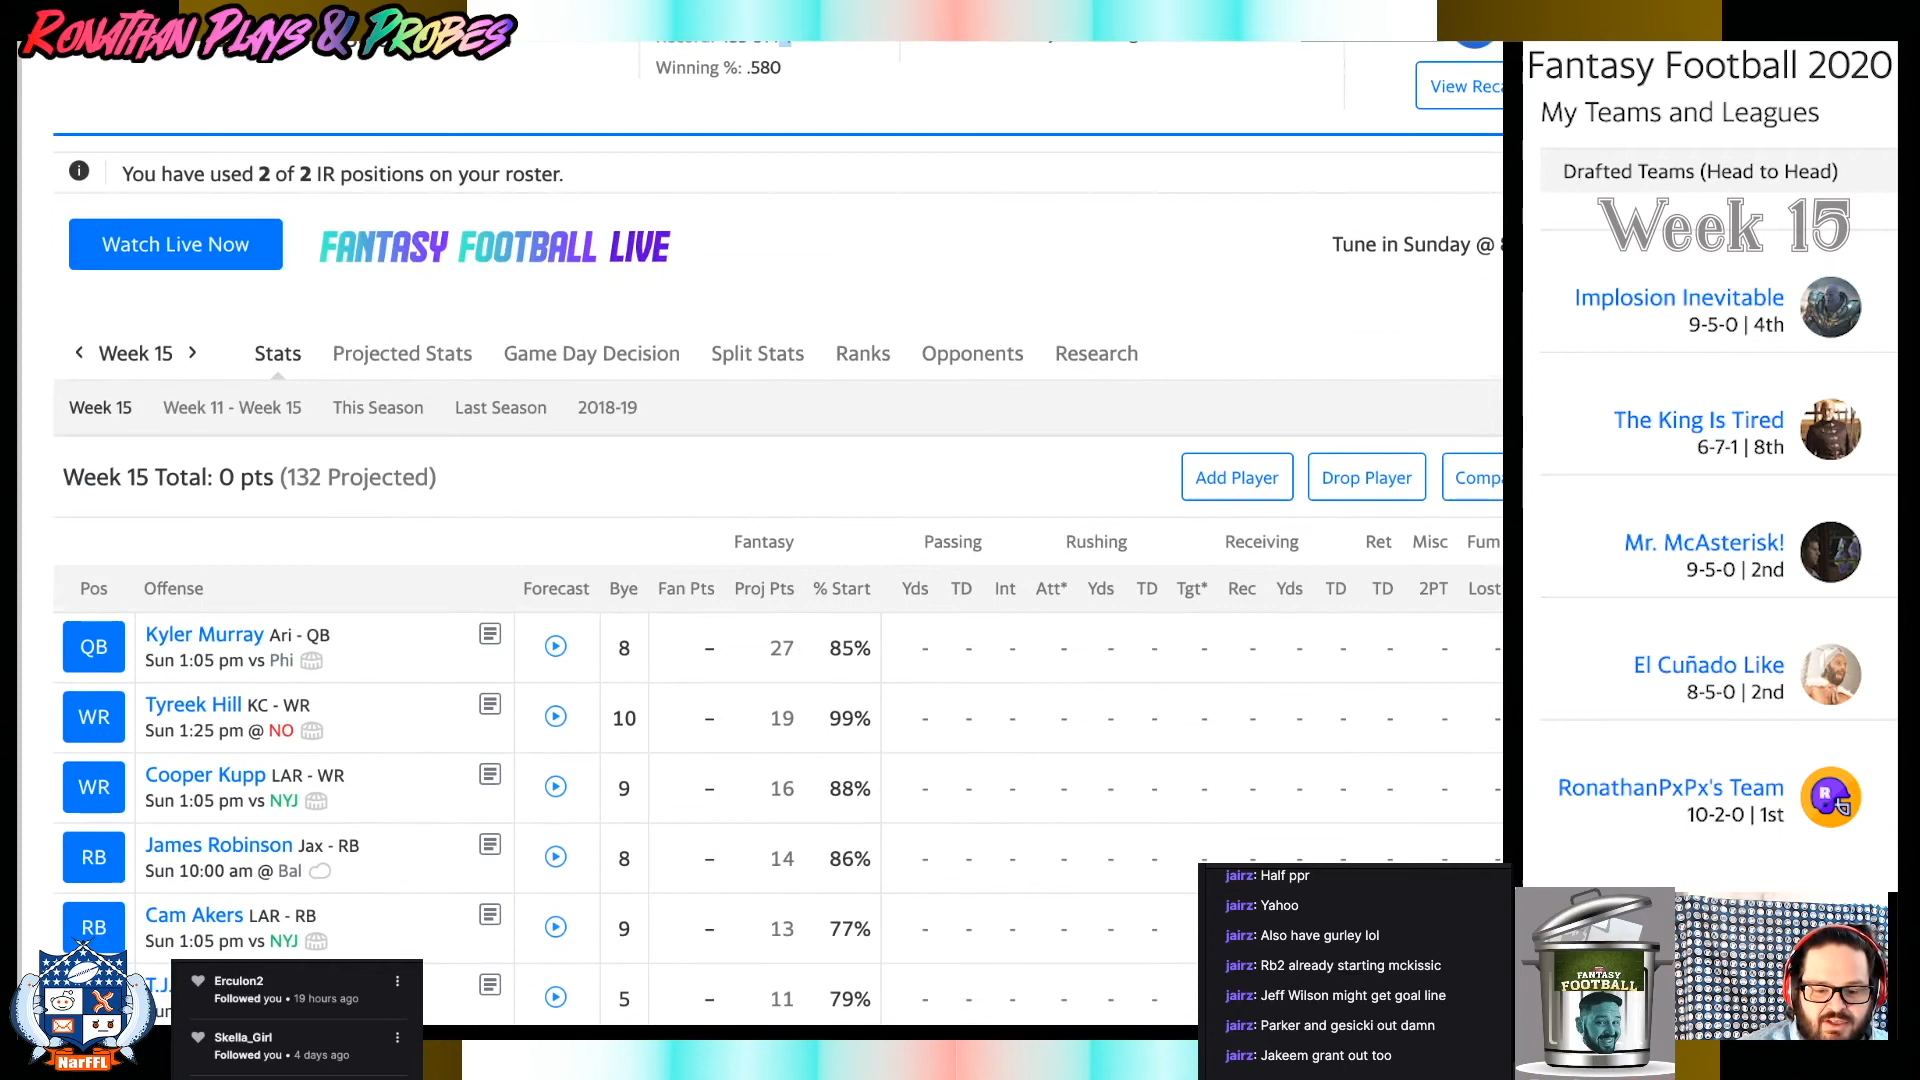 RONATHAN PLAYS & PROBES
Winning %: .580
View Reca
You have used 2 of 2 IR positions on your roster.
Watch Live Now
FANTASY FOOTBALL LIVE
Tune in Sunday @
Week 15
Stats
Projected Stats
Game Day Decision
Split Stats
Ranks
Opponents
Research
Week 15
Week 11 - Week 15
This Season
Last Season
2018-19
Week 15 Total: 0 pts (132 Projected)
Add Player
Drop Player
Compa
Fantasy Passing Rushing Receiving Ret Misc Fum
Pos Offense Forecast Bye Fan Pts Proj Pts % Start Yds TD Int Att* Yds TD Tgt* Rec Yds TD TD 2PT Lost
QB Kyler Murray Ari - QB
Sun 1:05 pm vs Phi
8 – 27 85% - - - - - - - - - - - - -
WR Tyreek Hill KC - WR
Sun 1:25 pm @ NO
10 – 19 99% - - - - - - - - - - - - -
WR Cooper Kupp LAR - WR
Sun 1:05 pm vs NYJ
9 – 16 88% - - - - - - - - - - - - -
RB James Robinson Jax - RB
Sun 10:00 am @ Bal
8 – 14 86% - - - - - - - - - - - - -
RB Cam Akers LAR - RB
Sun 1:05 pm vs NYJ
9 – 13 77% - - - - - -
T.J.
5 – 11 79% - - - - - -
Fantasy Football 2020
My Teams and Leagues
Drafted Teams (Head to Head)
Week 15
Implosion Inevitable
9-5-0 | 4th
The King Is Tired
6-7-1 | 8th
Mr. McAsterisk!
9-5-0 | 2nd
El Cuñado Like
8-5-0 | 2nd
RonathanPxPx's Team
10-2-0 | 1st
jairz: Half ppr
jairz: Yahoo
jairz: Also have gurley lol
jairz: Rb2 already starting mckissic
jairz: Jeff Wilson might get goal line
jairz: Parker and gesicki out damn
jairz: Jakeem grant out too
Erculon2
Followed you • 19 hours ago
Skella_Girl
Followed you • 4 days ago
NarFFL
FANTASY
FOOTBALL
R